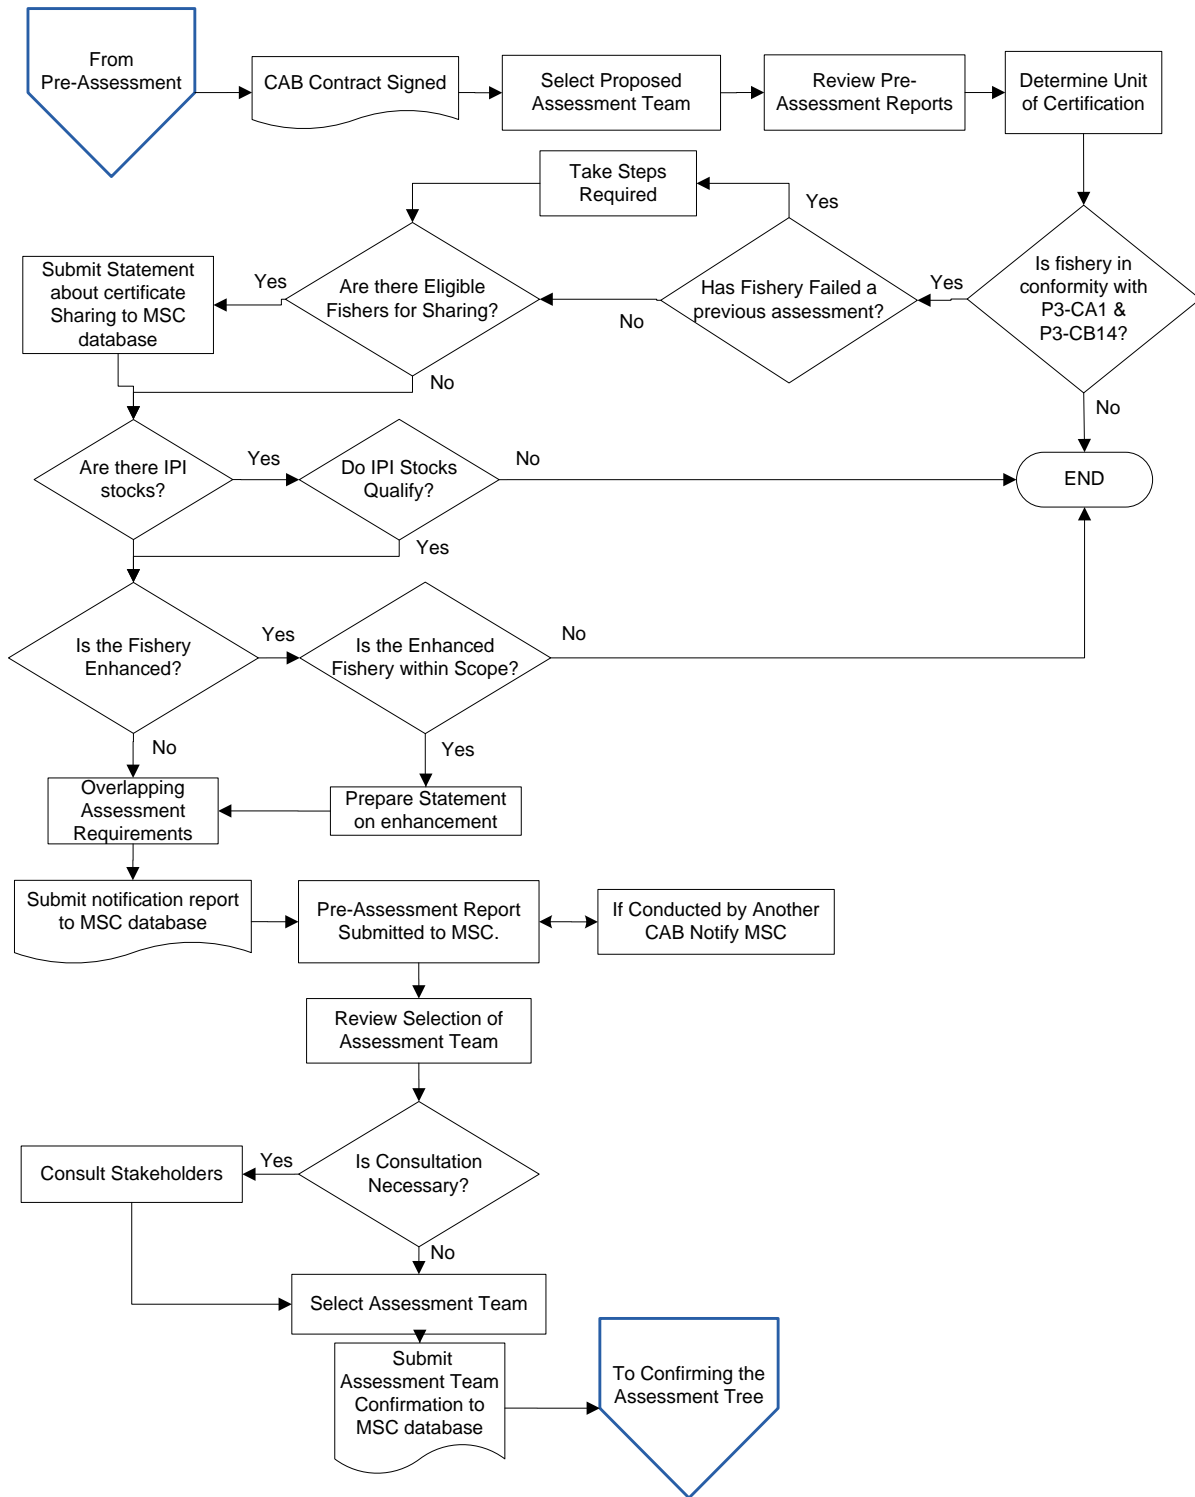 From
Pre-Assessment
CAB Contract Signed
Select Proposed
Assessment Team
Review Pre-
Assessment Reports
Determine Unit
of Certification
Take Steps
Required
Yes
Submit Statement
about certificate
Sharing to MSC
database
Yes
Are there Eligible
Fishers for Sharing?
No
Has Fishery Failed a
previous assessment?
Yes
Is fishery in
conformity with
P3-CA1 &
P3-CB14?
No
No
Are there IPI
stocks?
Yes
Do IPI Stocks
Qualify?
No
END
Yes
Is the Fishery
Enhanced?
Yes
Is the Enhanced
Fishery within Scope?
No
No
Yes
Overlapping
Assessment
Requirements
Prepare Statement
on enhancement
Submit notification report
to MSC database
Pre-Assessment Report
Submitted to MSC.
If Conducted by Another
CAB Notify MSC
Review Selection of
Assessment Team
Consult Stakeholders
Yes
Is Consultation
Necessary?
No
Select Assessment Team
Submit
Assessment Team
Confirmation to
MSC database
To Confirming the
Assessment Tree